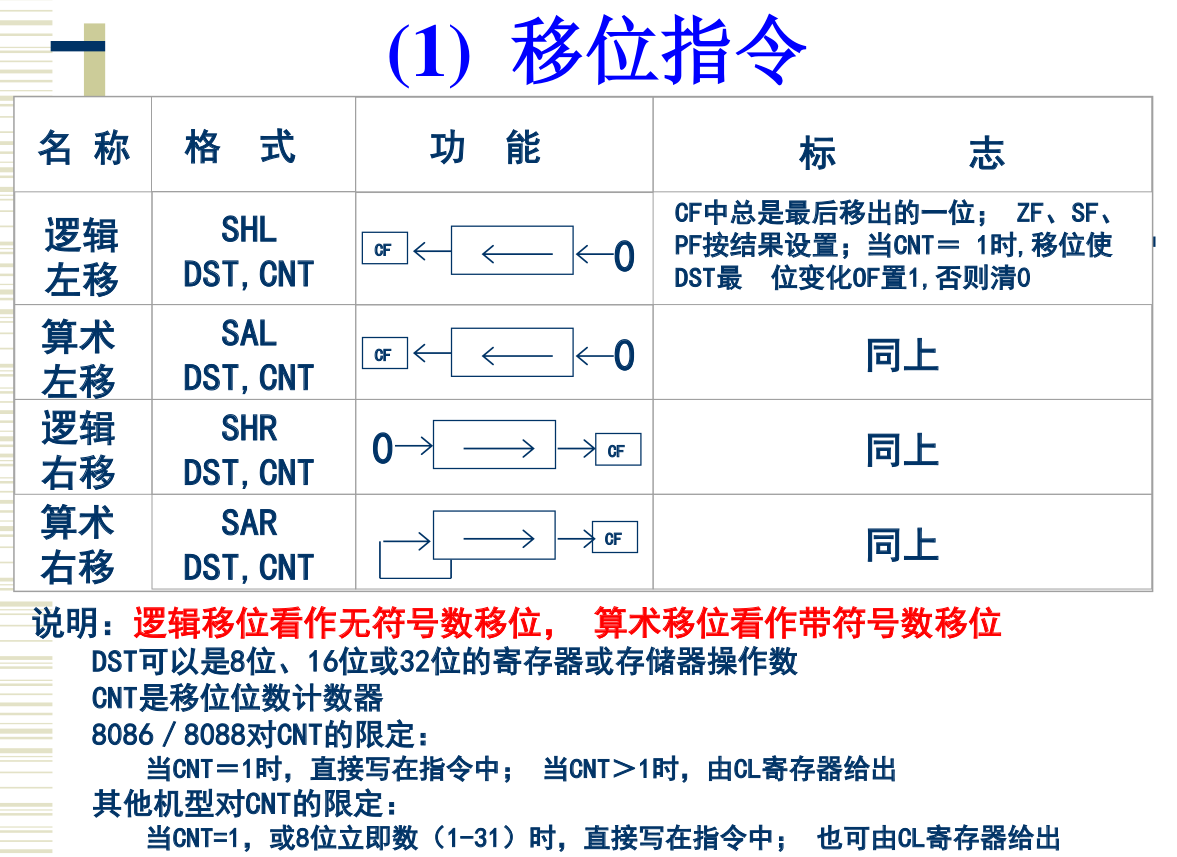 (1) 移位指令
名 称 格 式 功 能 标 志
逻辑
左移
SHL
DST,CNT
CF 0
CF中总是最后移出的一位; ZF、SF、
PF按结果设置;当CNT＝ 1时,移位使
DST最 位变化OF置1,否则清0
算术
左移
SAL
DST,CNT
CF 0
同上
逻辑
右移
SHR
DST,CNT
0 CF
同上
算术
右移
SAR
DST,CNT
CF
同上
说明：逻辑移位看作无符号数移位， 算术移位看作带符号数移位
DST可以是8位、16位或32位的寄存器或存储器操作数
CNT是移位位数计数器
8086／8088对CNT的限定：
当CNT＝1时，直接写在指令中； 当CNT＞1时，由CL寄存器给出
其他机型对CNT的限定：
当CNT=1，或8位立即数（1-31）时，直接写在指令中； 也可由CL寄存器给出